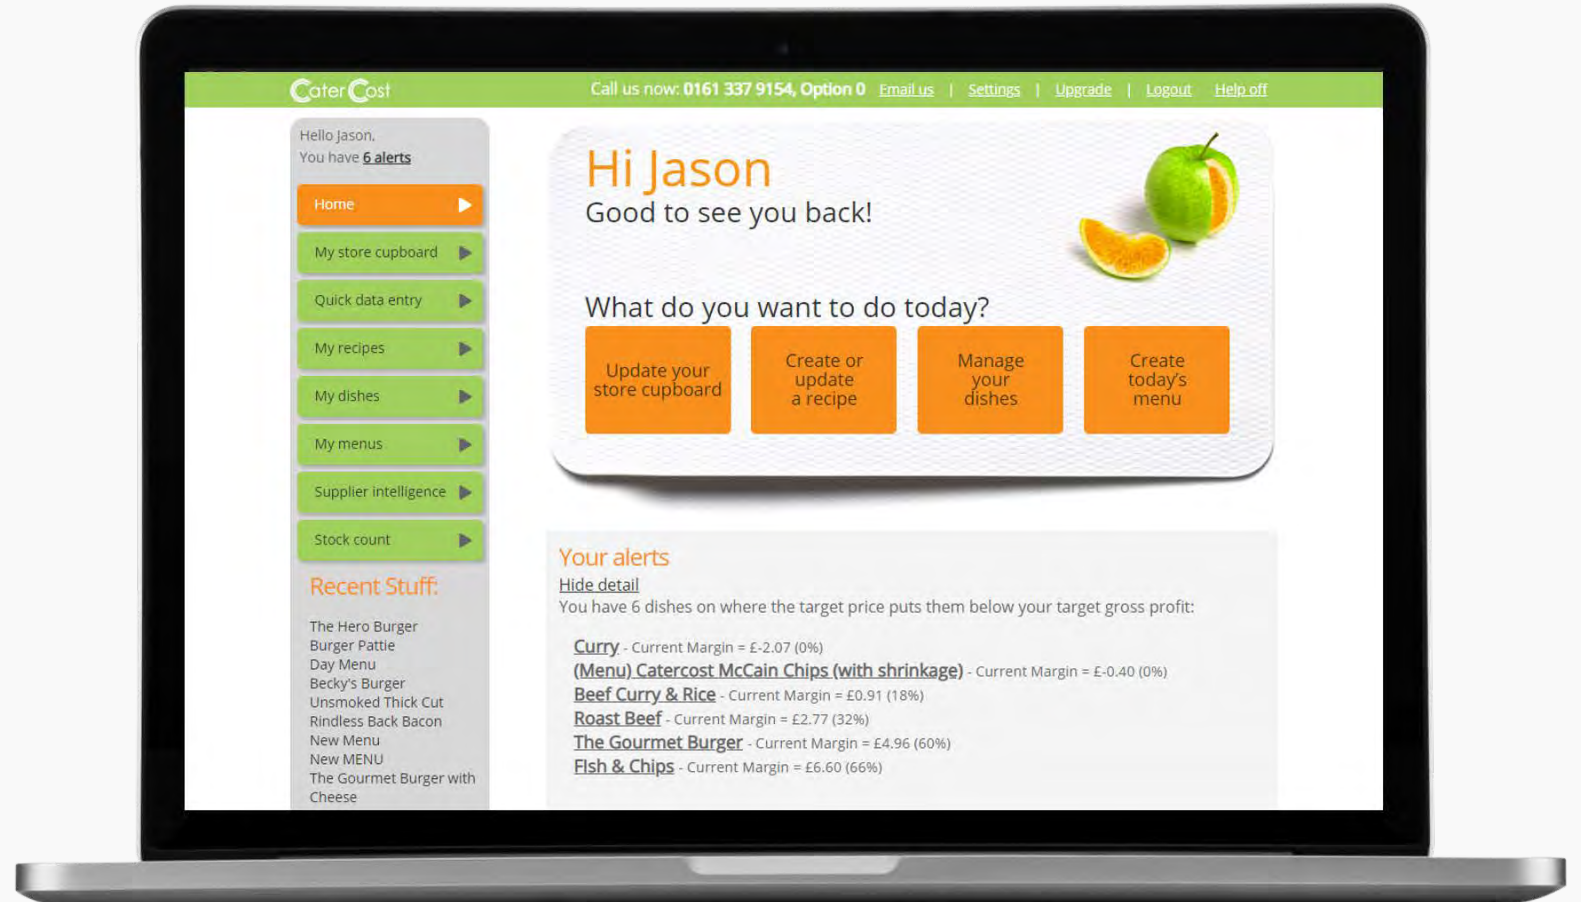 CaterCost
Call us now: 0161 337 9154, Option 0 Email us | Settings | Upgrade | Logout Help off
Hello Jason,
You have 6 alerts
Home
My store cupboard
Quick data entry
My recipes
My dishes
My menus
Supplier intelligence
Stock count
Recent Stuff:
The Hero Burger
Burger Pattie
Day Menu
Becky's Burger
Unsmoked Thick Cut
Rindless Back Bacon
New Menu
New MENU
The Gourmet Burger with
Cheese
Hi Jason
Good to see you back!
What do you want to do today?
Update your
store cupboard
Create or
update
a recipe
Manage
your
dishes
Create
today's
menu
Your alerts
Hide detail
You have 6 dishes on where the target price puts them below your target gross profit:
Curry - Current Margin = £-2.07 (0%)
(Menu) Catercost McCain Chips (with shrinkage) - Current Margin = £-0.40 (0%)
Beef Curry & Rice - Current Margin = £0.91 (18%)
Roast Beef - Current Margin = £2.77 (32%)
The Gourmet Burger - Current Margin = £4.96 (60%)
FIsh & Chips - Current Margin = £6.60 (66%)